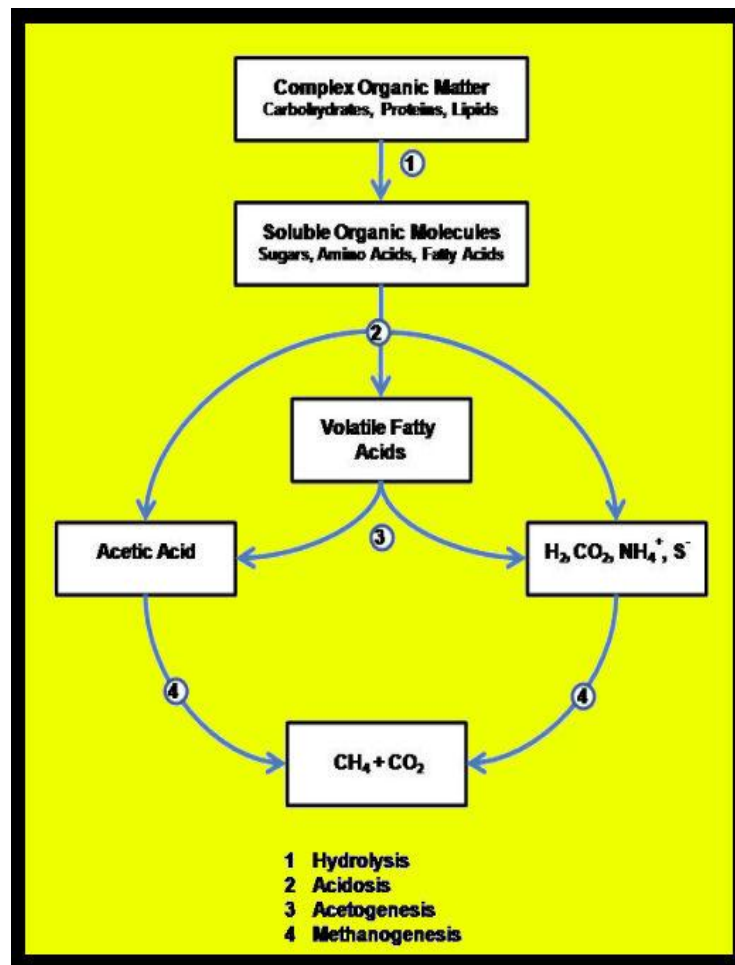 Complex Organic Matter
Carbohydrates, Proteins, Lipids
1
Soluble Organic Molecules
Sugars, Amino Acids, Fatty Acids
2
Volatile Fatty
Acids
3
Acetic Acid
H₂, CO₂, NH₄⁺, S⁻
4
4
CH₄ + CO₂
1 Hydrolysis
2 Acidosis
3 Acetogenesis
4 Methanogenesis